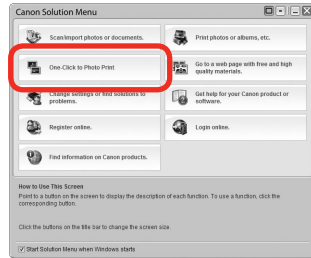 Canon Solution Menu
Scan/Import photos or documents.
Print photos or albums, etc.
One-Click to Photo Print
Go to a web page with free and high
quality materials.
Change settings or find solutions to
problems.
Get help for your Canon product or
software.
Register online.
Login online.
Find information on Canon products.
How to Use This Screen
Point to a button on the screen to display the description of each function. To use a function, click the
corresponding button.
Click the buttons on the title bar to change the screen size.
Start Solution Menu when Windows starts